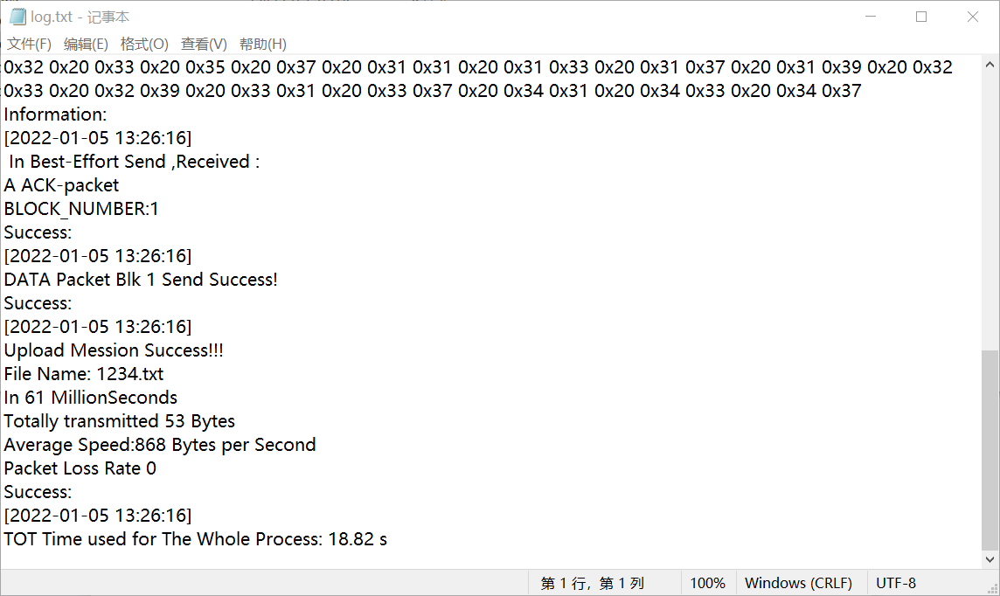 log.txt - 记事本
文件(F) 编辑(E) 格式(O) 查看(V) 帮助(H)
0x32 0x20 0x33 0x20 0x35 0x20 0x37 0x20 0x31 0x31 0x20 0x31 0x33 0x20 0x31 0x37 0x20 0x31 0x39 0x20 0x32
0x33 0x20 0x32 0x39 0x20 0x33 0x31 0x20 0x33 0x37 0x20 0x34 0x31 0x20 0x34 0x33 0x20 0x34 0x37
Information:
[2022-01-05 13:26:16]
In Best-Effort Send ,Received :
A ACK-packet
BLOCK_NUMBER:1
Success:
[2022-01-05 13:26:16]
DATA Packet Blk 1 Send Success!
Success:
[2022-01-05 13:26:16]
Upload Mession Success!!!
File Name: 1234.txt
In 61 MillionSeconds
Totally transmitted 53 Bytes
Average Speed:868 Bytes per Second
Packet Loss Rate 0
Success:
[2022-01-05 13:26:16]
TOT Time used for The Whole Process: 18.82 s
第 1 行，第 1 列 100% Windows (CRLF) UTF-8